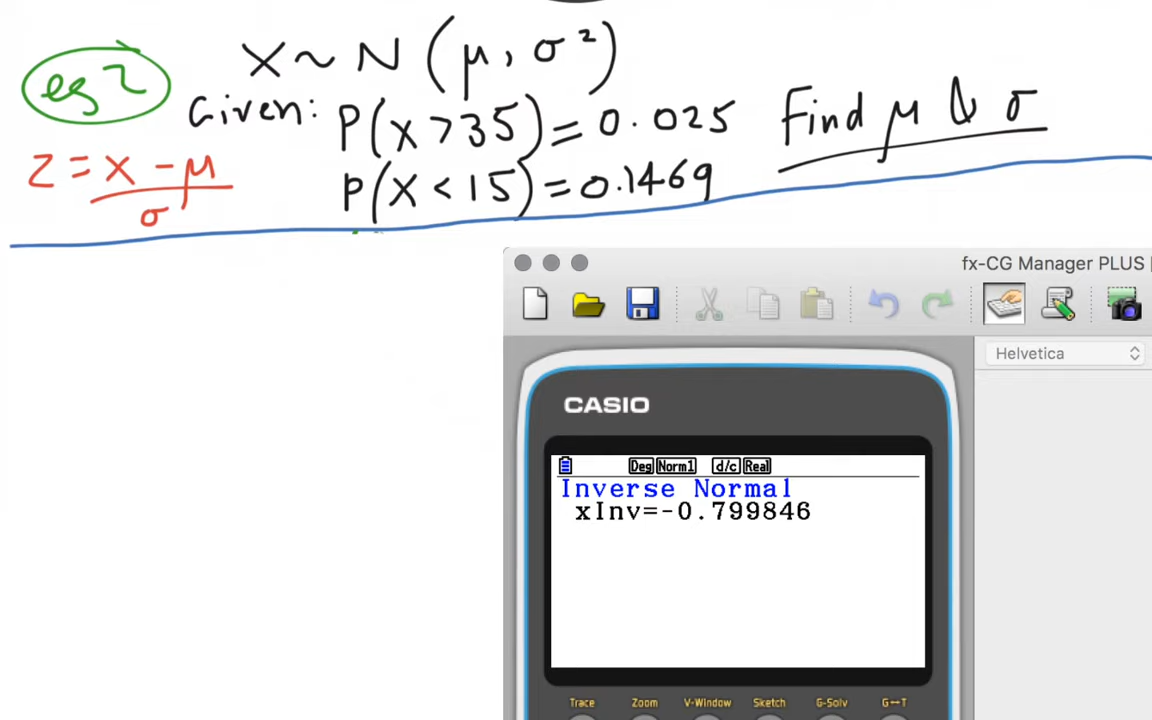 eg 2
X ~ N (μ, σ²)
Given: P(X > 35) = 0.025
Find μ & σ
z = x - μ / σ
P(X < 15) = 0.1469
fx-CG Manager PLUS
Helvetica
CASIO
Deg Norm1 d/c Real
Inverse Normal
xInv=-0.799846
Trace Zoom V-Window Sketch G-Solv G↔T